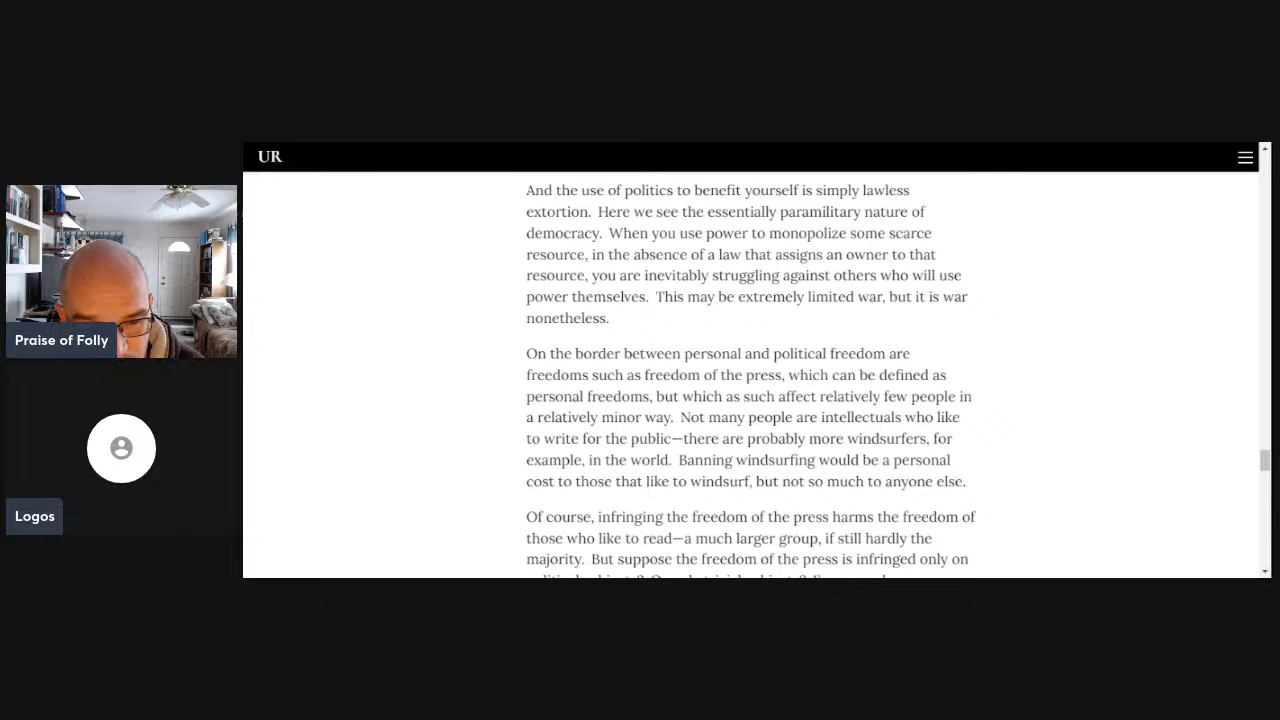 UR
And the use of politics to benefit yourself is simply lawless
extortion. Here we see the essentially paramilitary nature of
democracy. When you use power to monopolize some scarce
resource, in the absence of a law that assigns an owner to that
resource, you are inevitably struggling against others who will use
power themselves. This may be extremely limited war, but it is war
nonetheless.
On the border between personal and political freedom are
freedoms such as freedom of the press, which can be defined as
personal freedoms, but which as such affect relatively few people in
a relatively minor way. Not many people are intellectuals who like
to write for the public—there are probably more windsurfers, for
example, in the world. Banning windsurfing would be a personal
cost to those that like to windsurf, but not so much to anyone else.
Of course, infringing the freedom of the press harms the freedom of
those who like to read—a much larger group, if still hardly the
majority. But suppose the freedom of the press is infringed only on
Praise of Folly
Logos